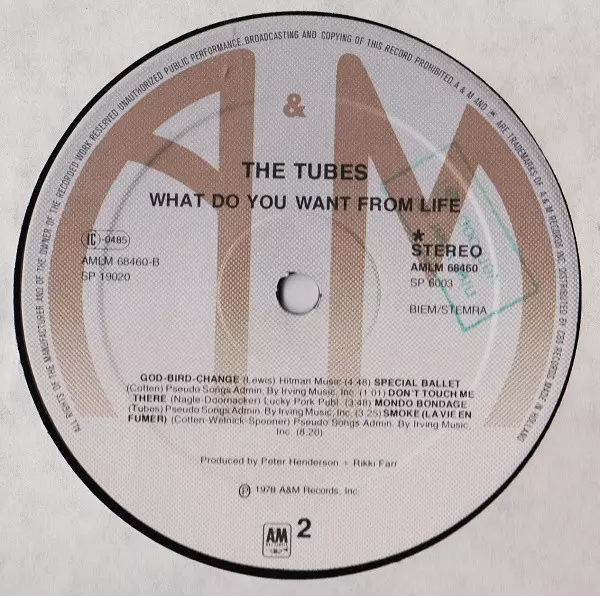 ALL RIGHTS OF THE MANUFACTURER AND OF THE OWNER OF THE RECORDED WORK RESERVED UNAUTHORIZED PUBLIC PERFORMANCE, BROADCASTING AND COPYING OF THIS RECORD PROHIBITED. A & M AND ARE TRADEMARKS OF A & M RECORDS INC DISTRIBUTED BY CBS RECORDS MADE IN HOLLAND
A & M
THE TUBES
WHAT DO YOU WANT FROM LIFE
IC -0485
AMLM 68460-B
SP 19020
STEREO
AMLM 68460
SP 6003
BIEM/STEMRA
GOD-BIRD-CHANGE (Lewis) Hitman Music (4:48) SPECIAL BALLET
(Cotten) Pseudo Songs Admin. By Irving Music, Inc. (1:01) DON'T TOUCH ME
THERE (Nagle-Doornacker) Lucky Pork Publ. (3:48) MONDO BONDAGE
(Tubes) Pseudo Songs Admin. By Irving Music, Inc. (3:25) SMOKE (LA VIE EN
FUMER) (Cotten-Welnick-Spooner) Pseudo Songs Admin. By Irving Music,
Inc. (8:20)
Produced by Peter Henderson + Rikki Farr
℗ 1978 A&M Records, Inc.
AM
RECORDS
2